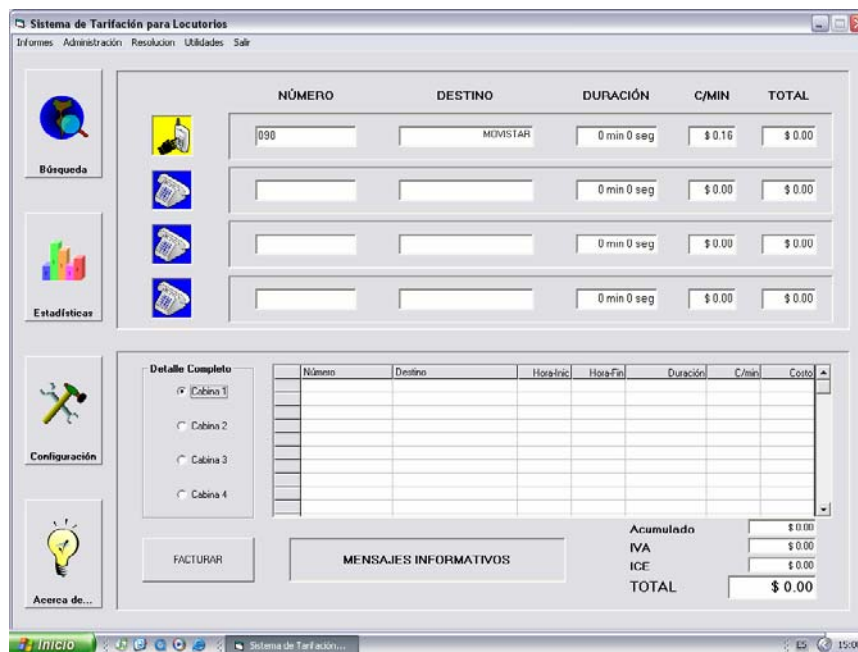 Sistema de Tarifación para Locutorios
Informes Administración Resolucion Utilidades Salir
NÚMERO DESTINO DURACIÓN C/MIN TOTAL
090 MOVISTAR 0 min 0 seg $ 0.16 $ 0.00
Búsqueda
0 min 0 seg $ 0.00 $ 0.00
0 min 0 seg $ 0.00 $ 0.00
Estadísticas
0 min 0 seg $ 0.00 $ 0.00
Detalle Completo
Número Destino Hora-Inic Hora-Fin Duración C/min Costo
Cabina 1
Cabina 2
Configuración
Cabina 3
Cabina 4
Acumulado $ 0.00
FACTURAR
MENSAJES INFORMATIVOS
IVA $ 0.00
ICE $ 0.00
TOTAL $ 0.00
Acerca de...
Inicio
Sistema de Tarifación...
ES